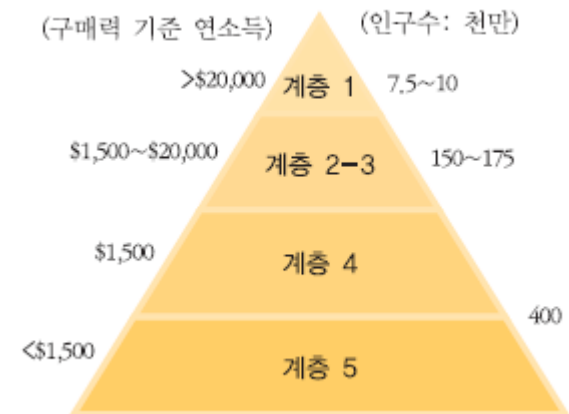 (구매력 기준 연소득) (인구수: 천만)
>$20,000 계층 1 7.5~10
$1,500~$20,000 계층 2-3 150~175
$1,500 계층 4
400
<$1,500 계층 5